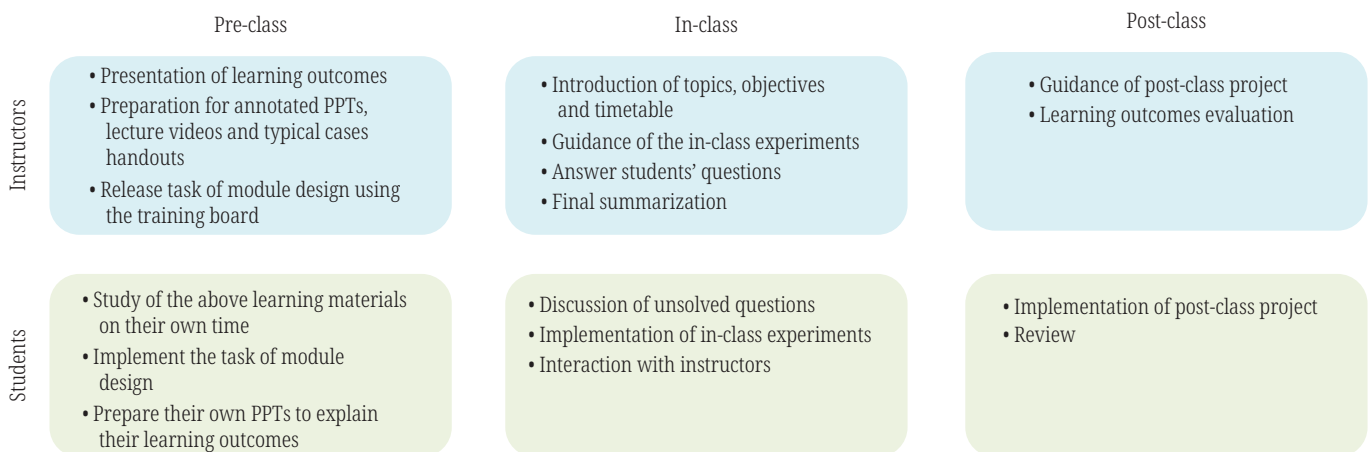 Pre-class
In-class
Post-class
Instructors
• Presentation of learning outcomes
• Preparation for annotated PPTs,
lecture videos and typical cases
handouts
• Release task of module design using
the training board
• Introduction of topics, objectives
and timetable
• Guidance of the in-class experiments
• Answer students’ questions
• Final summarization
• Guidance of post-class project
• Learning outcomes evaluation
Students
• Study of the above learning materials
on their own time
• Implement the task of module
design
• Prepare their own PPTs to explain
their learning outcomes
• Discussion of unsolved questions
• Implementation of in-class experiments
• Interaction with instructors
• Implementation of post-class project
• Review